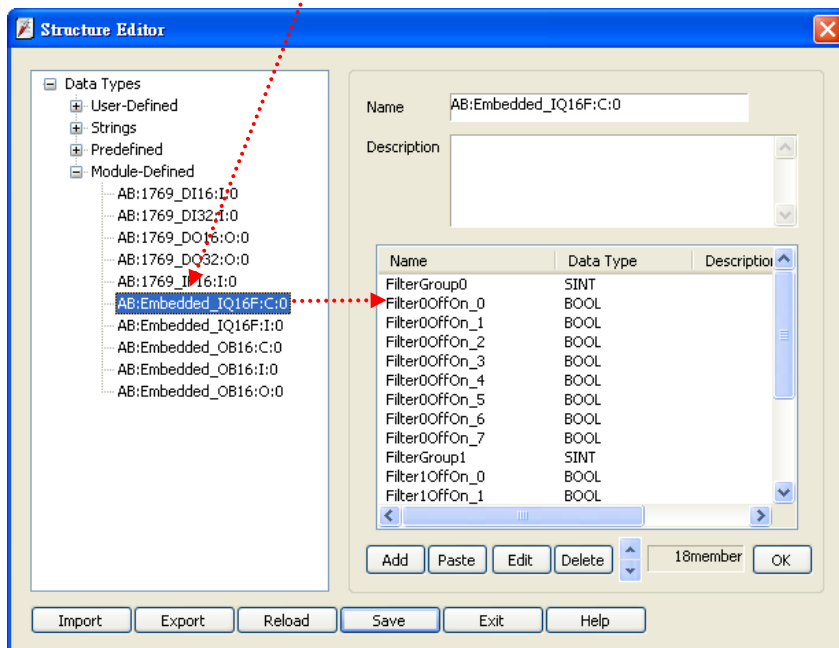 Structure Editor
Data Types
User-Defined
Strings
Predefined
Module-Defined
AB:1769_DI16:I:0
AB:1769_DI32:I:0
AB:1769_DO16:O:0
AB:1769_DO32:O:0
AB:1769_IF16:I:0
AB:Embedded_IQ16F:C:0
AB:Embedded_IQ16F:I:0
AB:Embedded_OB16:C:0
AB:Embedded_OB16:I:0
AB:Embedded_OB16:O:0
Name AB:Embedded_IQ16F:C:0
Description
Name Data Type Description
FilterGroup0 SINT
Filter0OffOn_0 BOOL
Filter0OffOn_1 BOOL
Filter0OffOn_2 BOOL
Filter0OffOn_3 BOOL
Filter0OffOn_4 BOOL
Filter0OffOn_5 BOOL
Filter0OffOn_6 BOOL
Filter0OffOn_7 BOOL
FilterGroup1 SINT
Filter1OffOn_0 BOOL
Filter1OffOn_1 BOOL
Add Paste Edit Delete 18member OK
Import Export Reload Save Exit Help